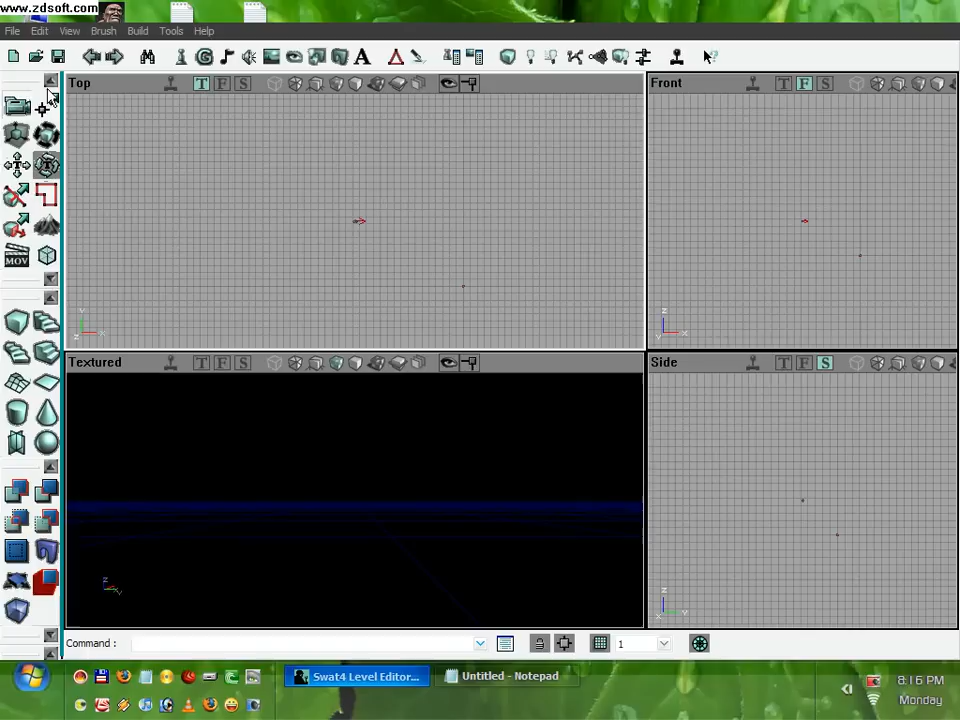 www.zdsoft.com
File Edit View Brush Build Tools Help
Top T F S
Front T F S
MOV
Textured T F S
Side T F S
Command : 1
Swat4 Level Editor... Untitled - Notepad
8:16 PM
Monday